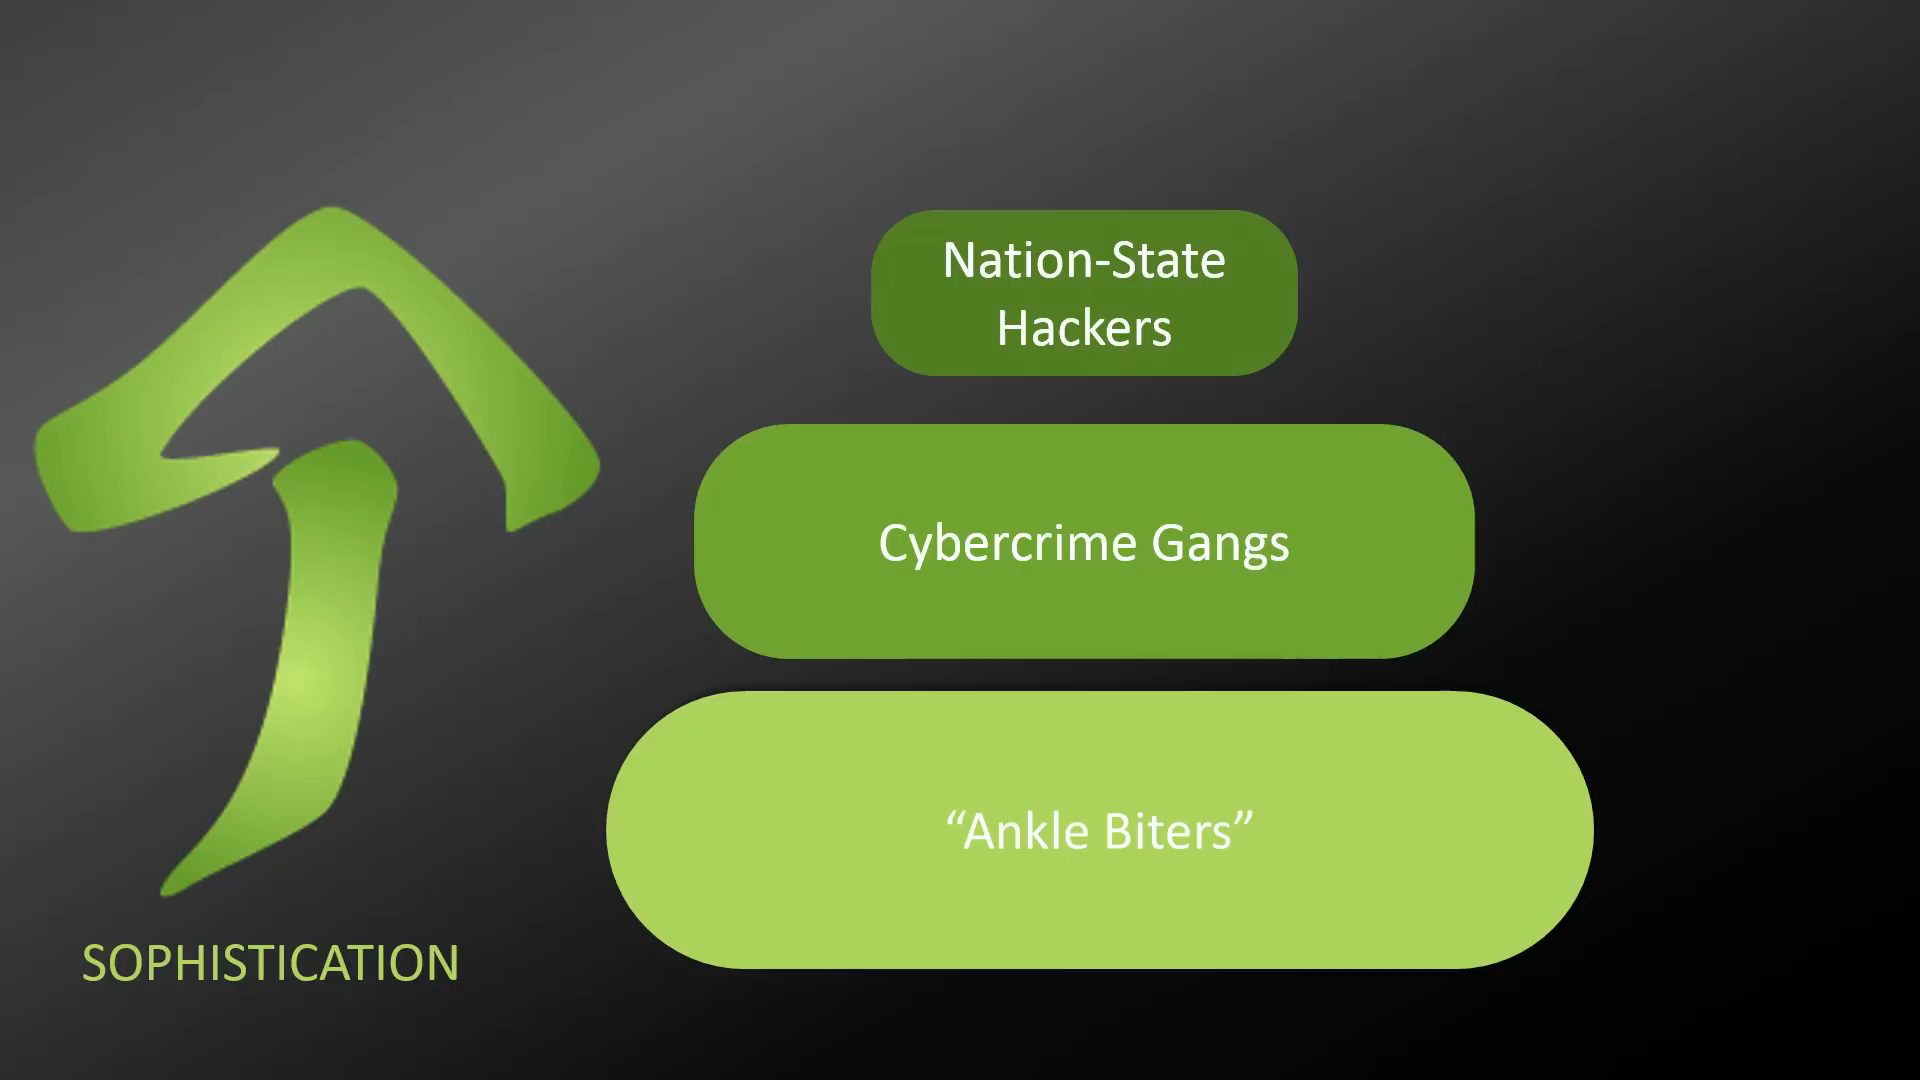 Nation-State
Hackers
Cybercrime Gangs
“Ankle Biters”
SOPHISTICATION